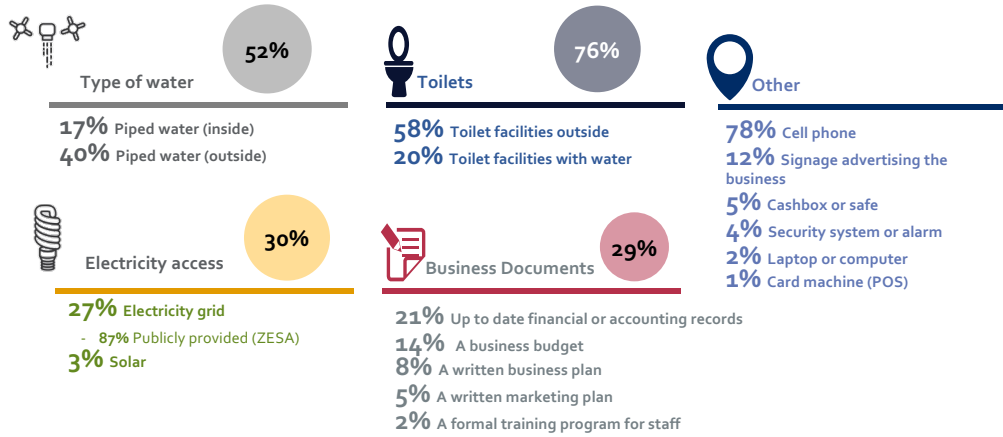 52%
Type of water
17% Piped water (inside)
40% Piped water (outside)
76%
Toilets
58% Toilet facilities outside
20% Toilet facilities with water
Other
78% Cell phone
12% Signage advertising the
business
5% Cashbox or safe
4% Security system or alarm
2% Laptop or computer
1% Card machine (POS)
30%
Electricity access
27% Electricity grid
- 87% Publicly provided (ZESA)
3% Solar
29%
Business Documents
21% Up to date financial or accounting records
14% A business budget
8% A written business plan
5% A written marketing plan
2% A formal training program for staff